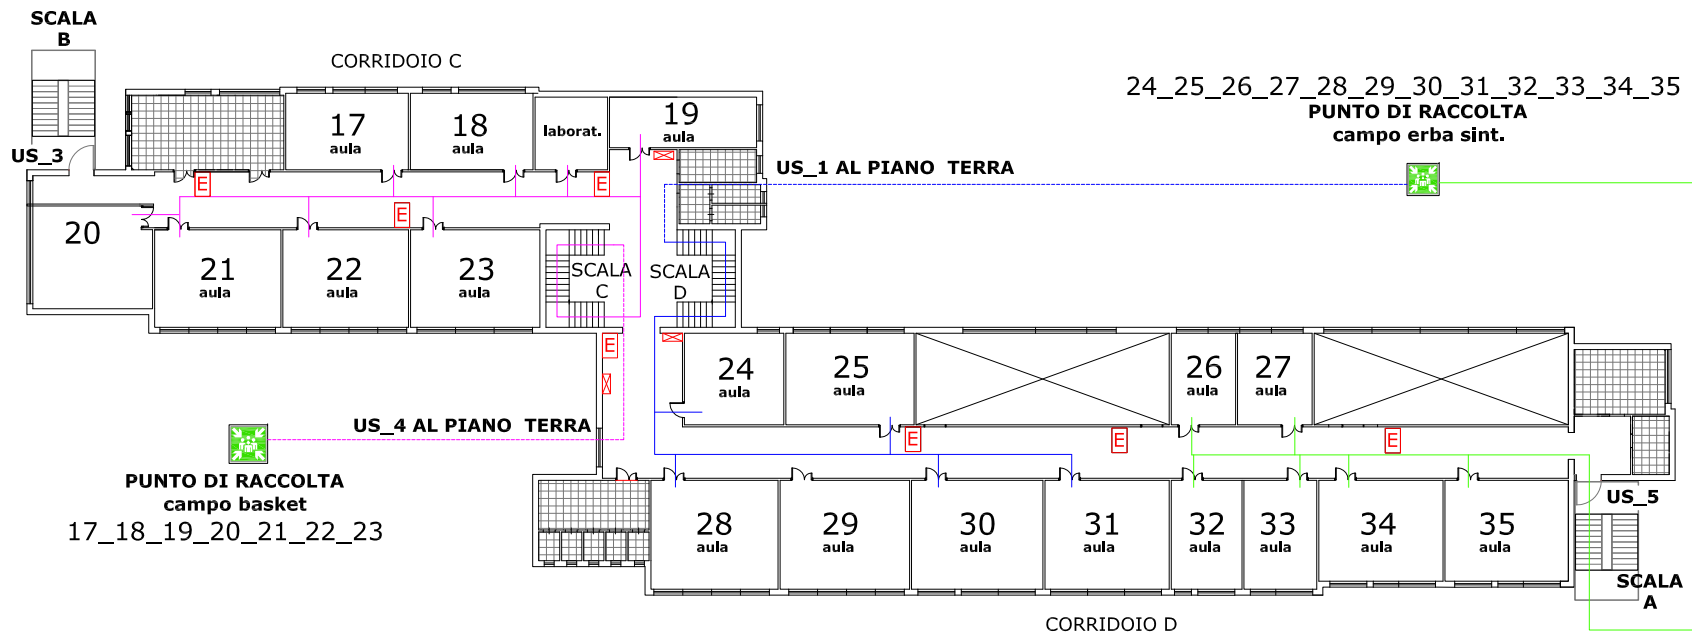 SCALA
B
CORRIDOIO C
24_25_26_27_28_29_30_31_32_33_34_35
PUNTO DI RACCOLTA
campo erba sint.
17
aula
18
aula
laborat.
19
aula
US_3
US_1 AL PIANO TERRA
E
E
E
20
21
aula
22
aula
23
aula
SCALA
C
SCALA
D
E
24
aula
25
aula
26
aula
27
aula
US_4 AL PIANO TERRA
E
E
E
PUNTO DI RACCOLTA
campo basket
17_18_19_20_21_22_23
28
aula
29
aula
30
aula
31
aula
32
aula
33
aula
34
aula
35
aula
US_5
SCALA
A
CORRIDOIO D